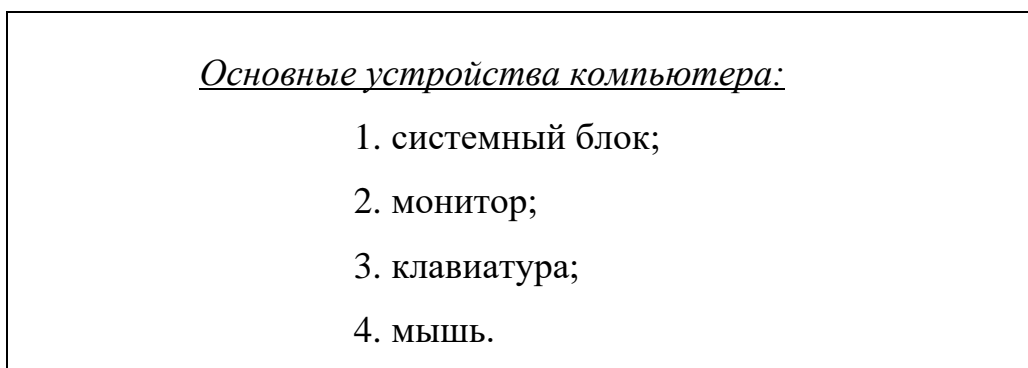 Основные устройства компьютера:
1. системный блок;
2. монитор;
3. клавиатура;
4. мышь.